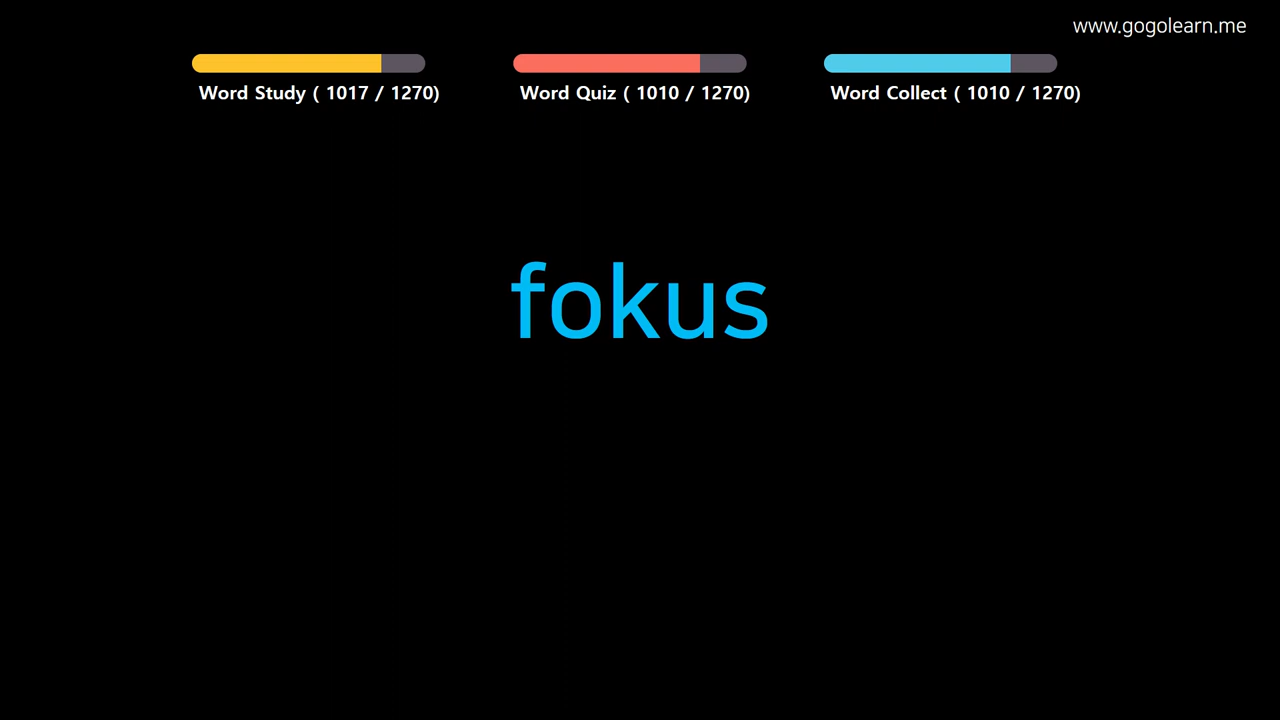 www.gogolearn.me
Word Study ( 1017 / 1270)
Word Quiz ( 1010 / 1270)
Word Collect ( 1010 / 1270)
fokus